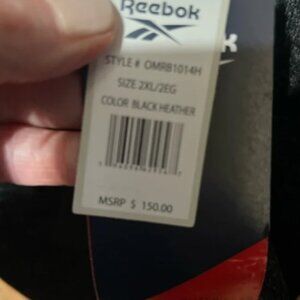 Reebok
k
STYLE # OMRB1014H
SIZE 2XL/2EG
COLOR BLACK HEATHER
MSRP $ 150.00